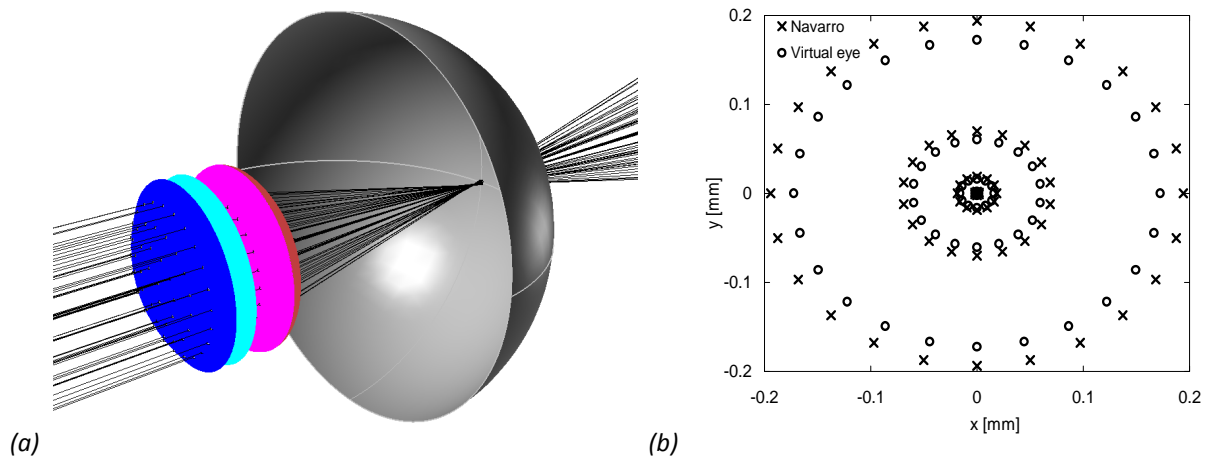 0.2
× Navarro
o Virtual eye
0.1
0
-0.1
-0.2
-0.2 -0.1 0 0.1 0.2
y [mm]
x [mm]
(a)
(b)